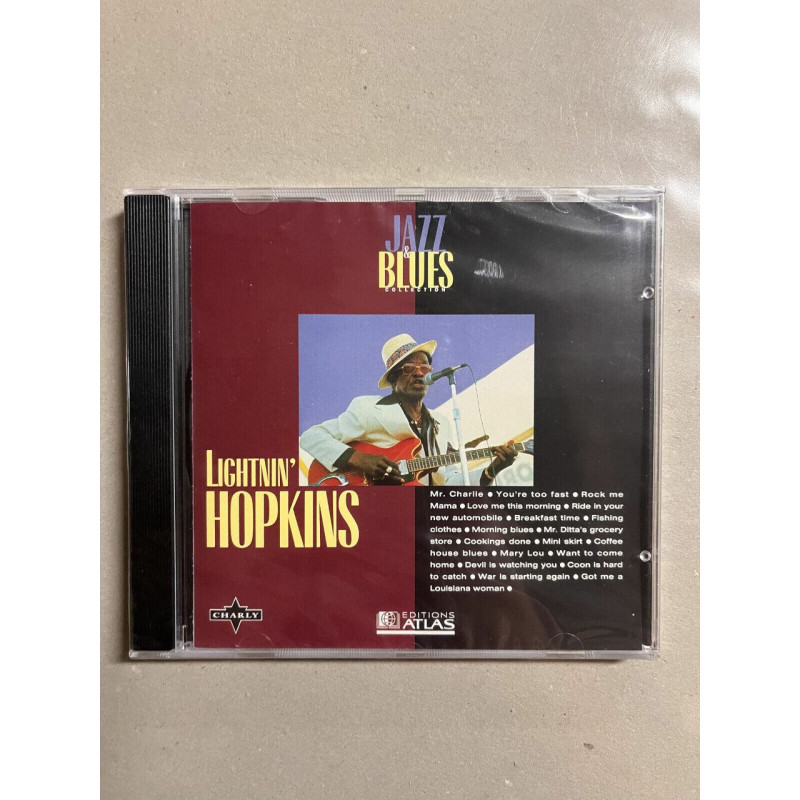 JAZZ
&
BLUES
COLLECTION
LIGHTNIN'
HOPKINS
Mr. Charlie ● You're too fast ● Rock me
Mama ● Love me this morning ● Ride in your
new automobile ● Breakfast time ● Fishing
clothes ● Morning blues ● Mr. Ditta's grocery
store ● Cookings done ● Mini skirt ● Coffee
house blues ● Mary Lou ● Want to come
home ● Devil is watching you ● Coon is hard
to catch ● War is starting again ● Got me a
Louisiana woman ●
CHARLY
EDITIONS
ATLAS